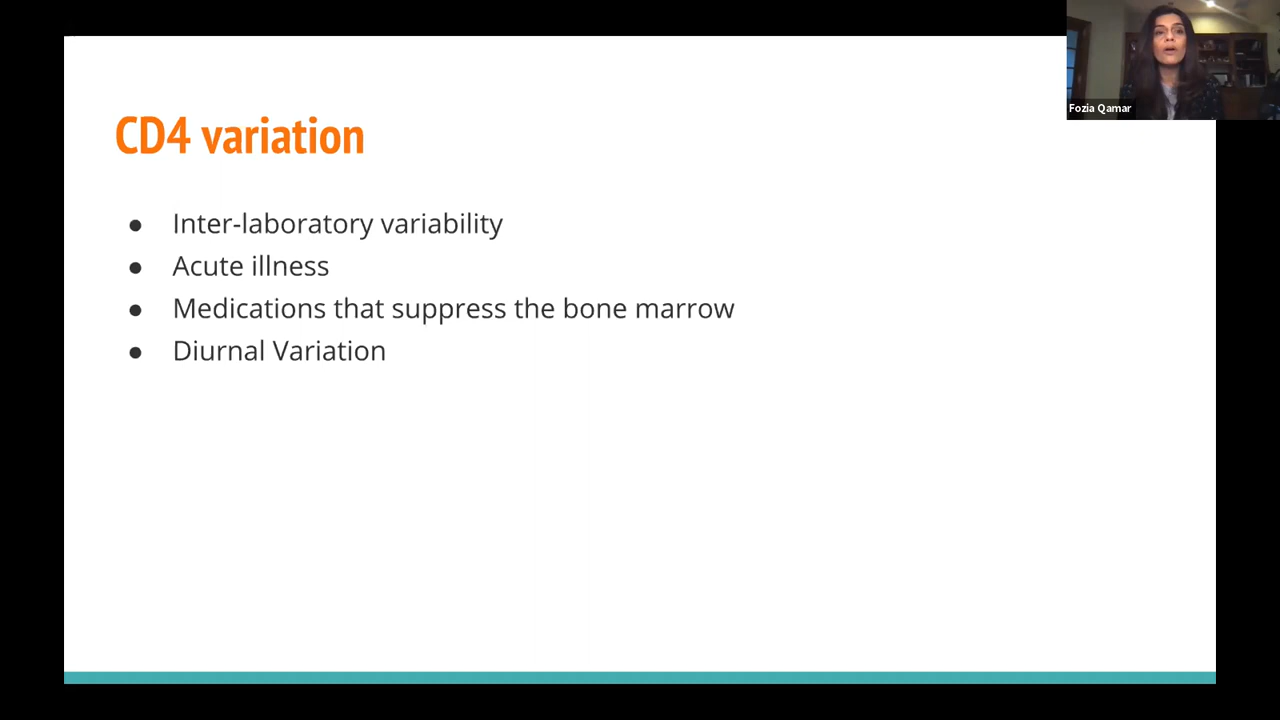 CD4 variation
● Inter-laboratory variability
● Acute illness
● Medications that suppress the bone marrow
● Diurnal Variation
Fozia Qamar